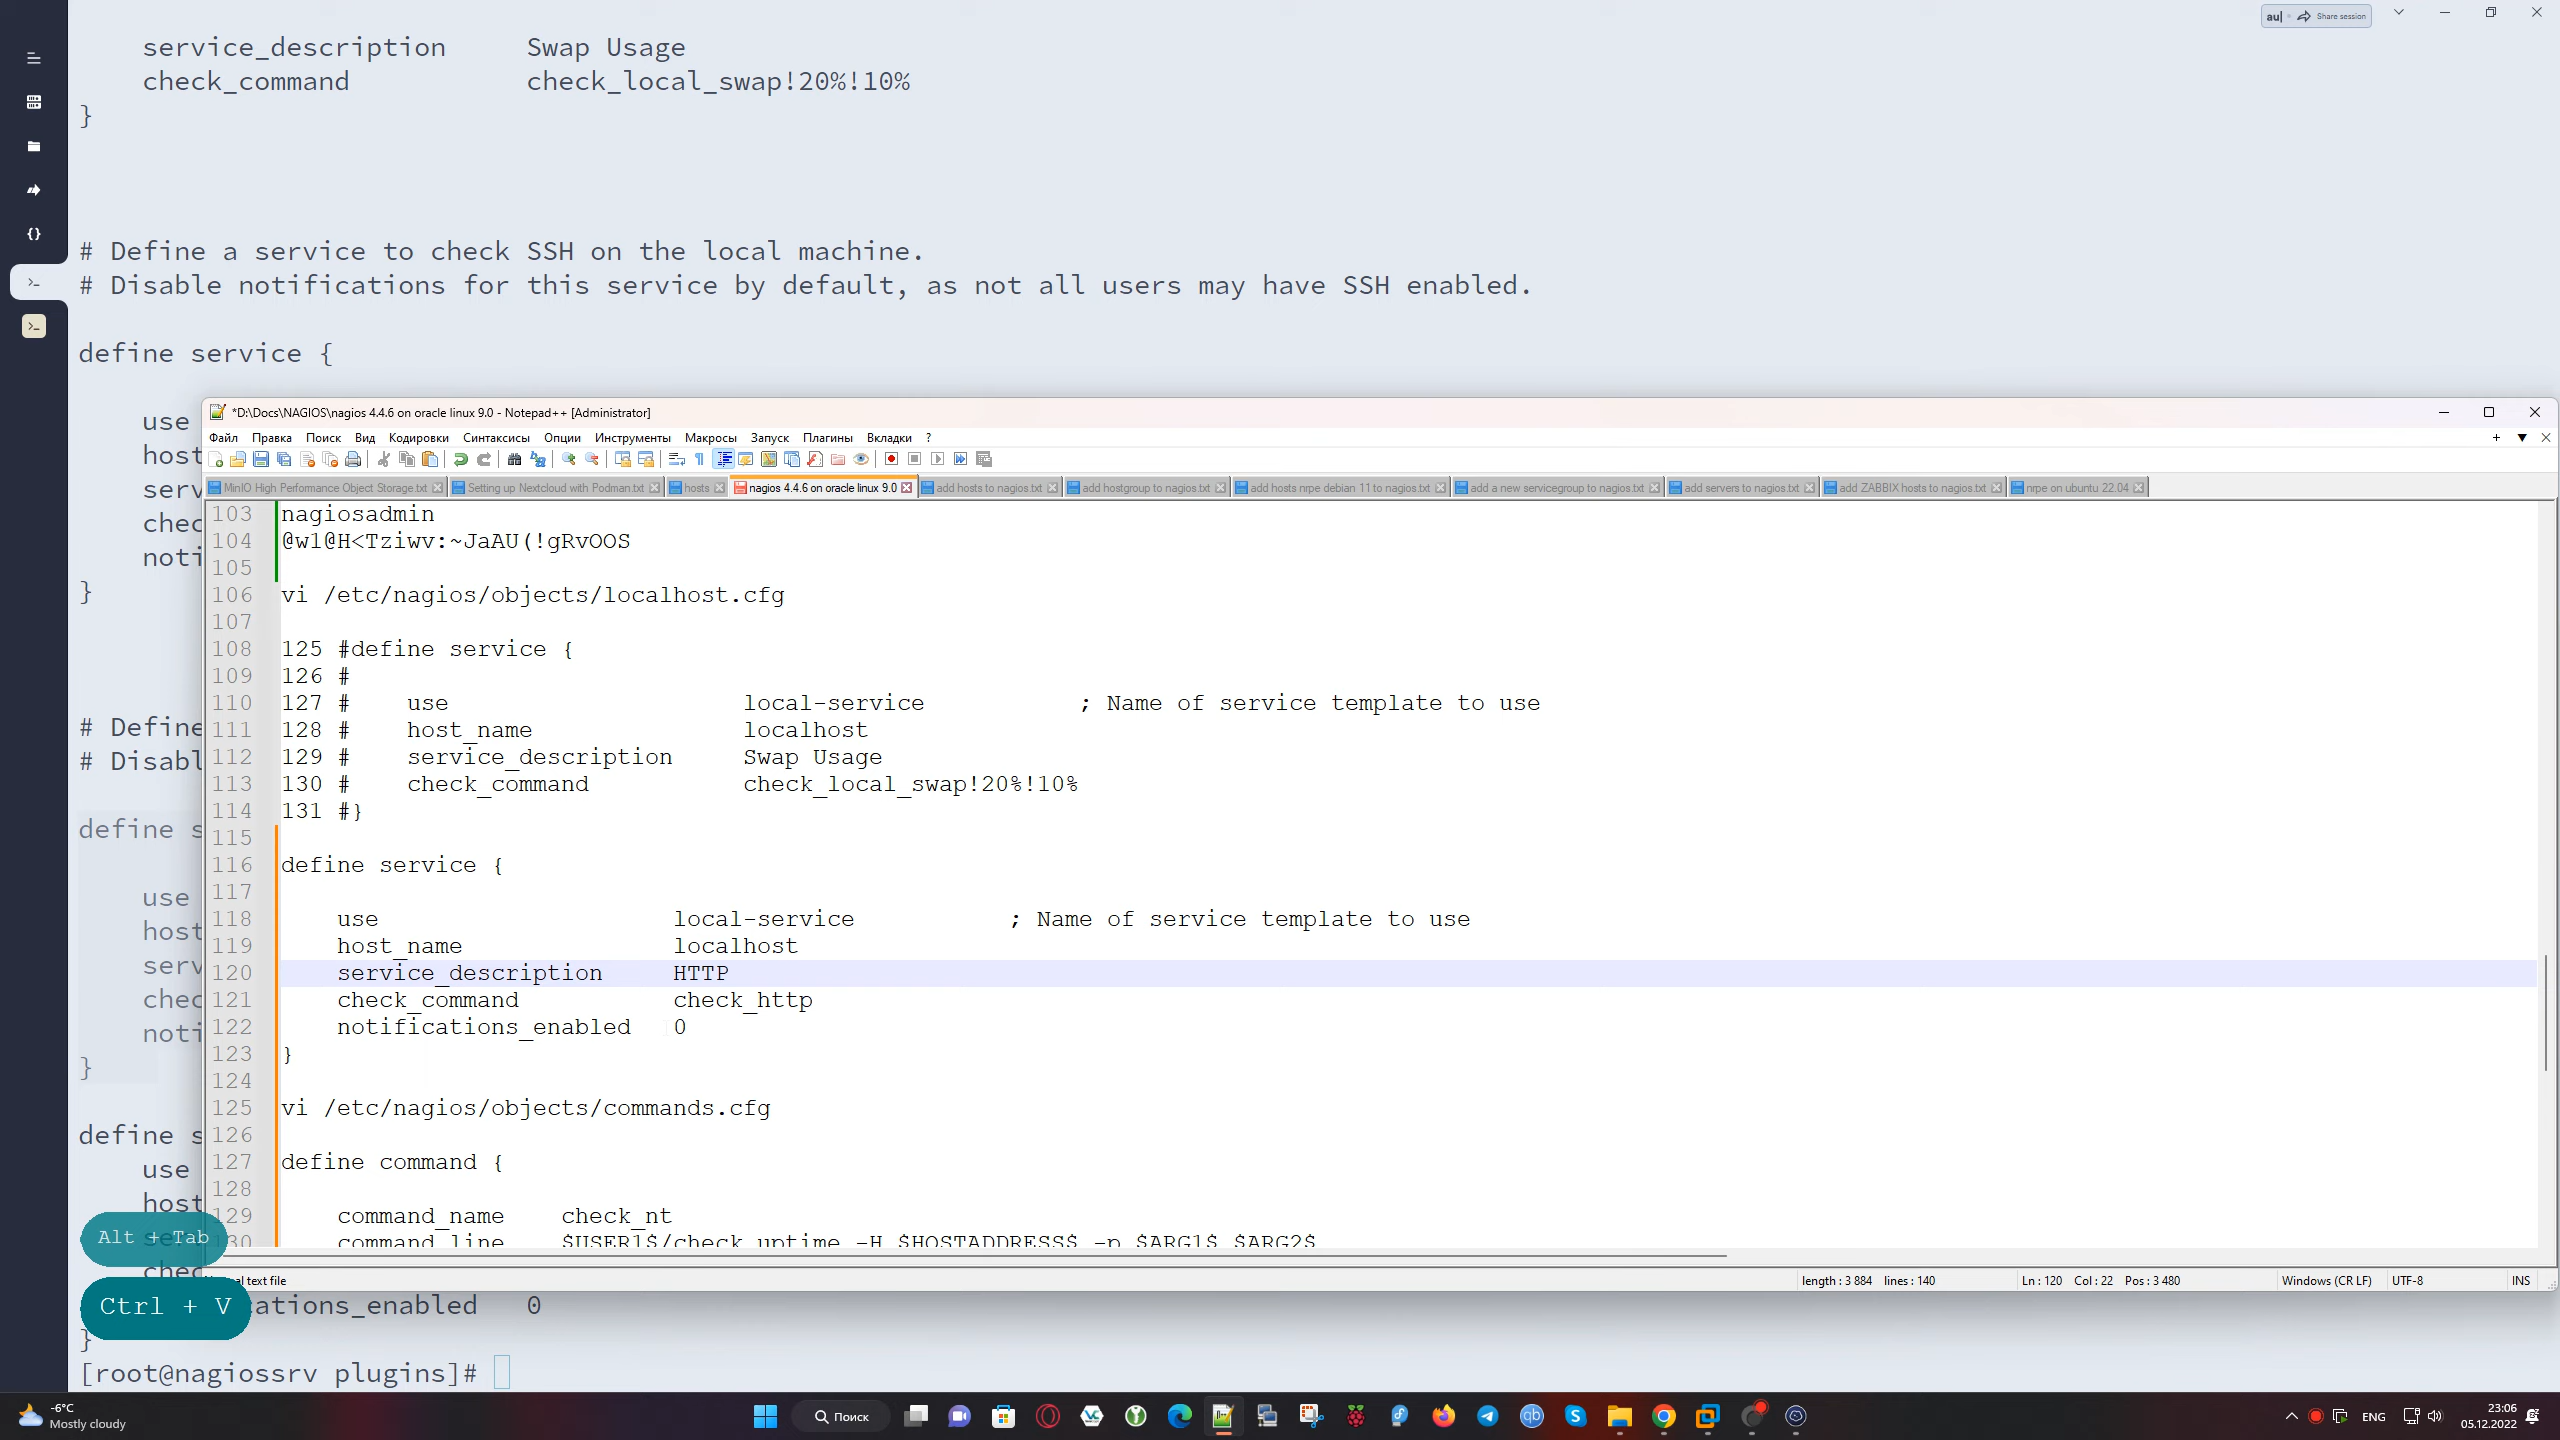 au| Share session
service_description Swap Usage
check_command check_local_swap!20%!10%
}
# Define a service to check SSH on the local machine.
# Disable notifications for this service by default, as not all users may have SSH enabled.
define service {
use
host
serv
chec
noti
}
# Define
# Disabl
define s
use
host
serv
chec
noti
}
define s
use
host
chec
ations_enabled 0
}
[root@nagiossrv plugins]#
*D:\Docs\NAGIOS\nagios 4.4.6 on oracle linux 9.0 - Notepad++ [Administrator]
Файл Правка Поиск Вид Кодировки Синтаксисы Опции Инструменты Макросы Запуск Плагины Вкладки ?
MinIO High Performance Object Storage.txt Setting up Nextcloud with Podman.txt hosts nagios 4.4.6 on oracle linux 9.0 add hosts to nagios.txt add hostgroup to nagios.txt add hosts nrpe debian 11 to nagios.txt add a new servicegroup to nagios.txt add servers to nagios.txt add ZABBIX hosts to nagios.txt nrpe on ubuntu 22.04
103 nagiosadmin
104 @w1@H<Tziwv:~JaAU(!gRvOOS
105
106 vi /etc/nagios/objects/localhost.cfg
107
108 125 #define service {
109 126 #
110 127 # use local-service ; Name of service template to use
111 128 # host_name localhost
112 129 # service_description Swap Usage
113 130 # check_command check_local_swap!20%!10%
114 131 #}
115
116 define service {
117
118 use local-service ; Name of service template to use
119 host_name localhost
120 service_description HTTP
121 check_command check_http
122 notifications_enabled 0
123 }
124
125 vi /etc/nagios/objects/commands.cfg
126
127 define command {
128
129 command_name check_nt
130 command_line $USER1$/check_uptime -H $HOSTADDRESS$ -p $ARG1$ $ARG2$
al text file length : 3 884 lines : 140 Ln : 120 Col : 22 Pos : 3 480 Windows (CR LF) UTF-8 INS
Alt + Tab
Ctrl + V
-6°C
Mostly cloudy
Поиск
ENG
23:06
05.12.2022